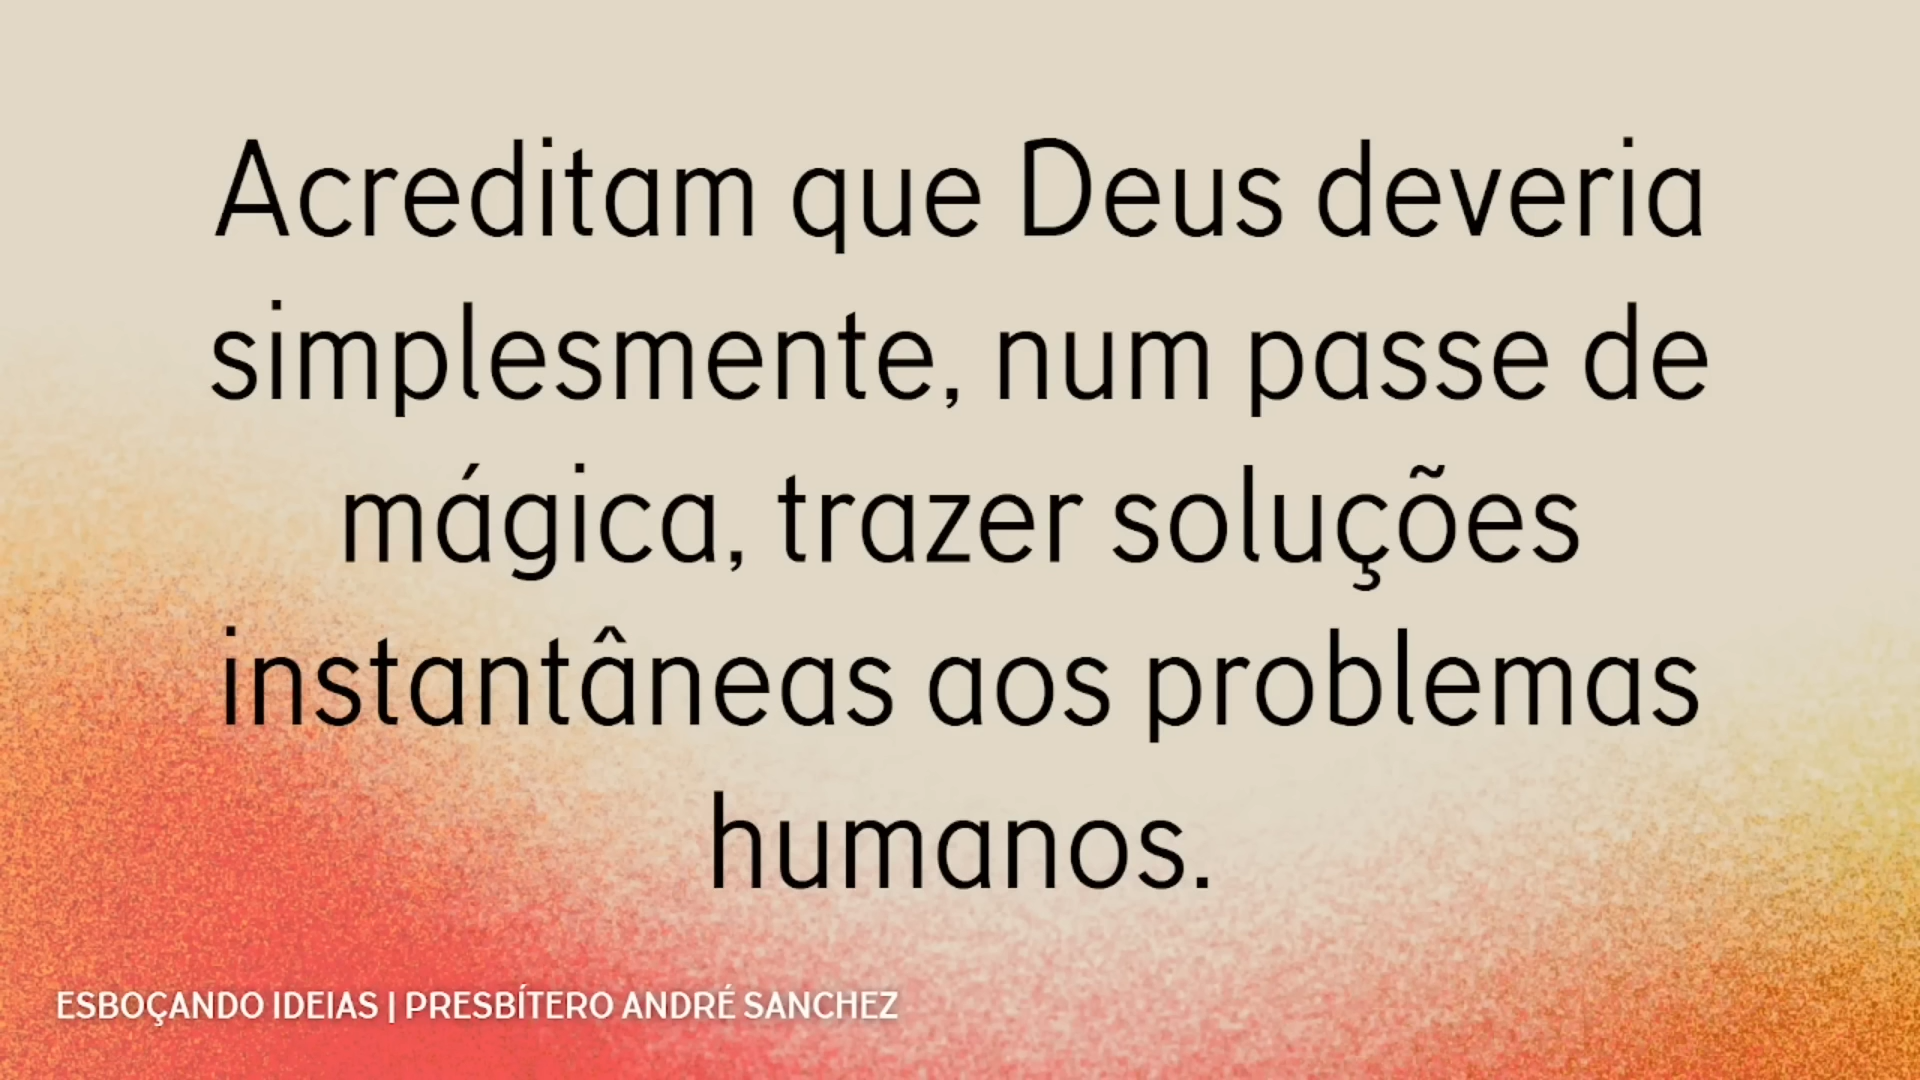 Acreditam que Deus deveria
simplesmente, num passe de
mágica, trazer soluções
instantâneas aos problemas
humanos.
ESBOÇANDO IDEIAS | PRESBÍTERO ANDRÉ SANCHEZ